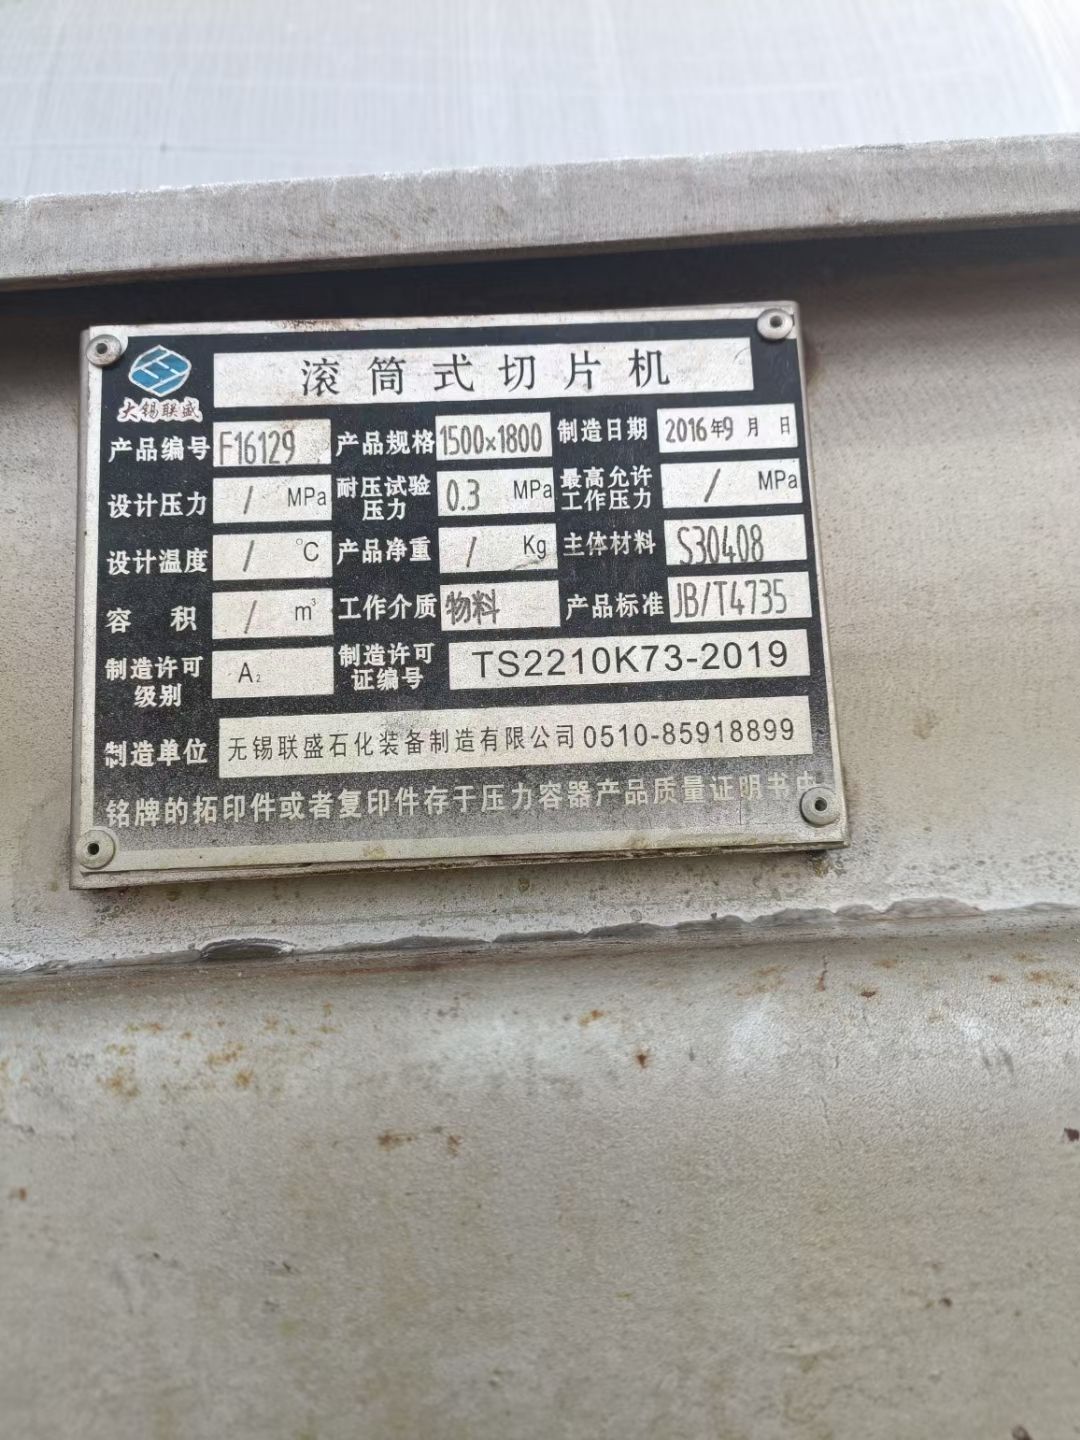 滚筒式切片机
大锡联盛
产品编号 F16129 产品规格 1500×1800 制造日期 2016年9月 日
设计压力 / MPa 耐压试验压力 0.3 MPa 最高允许工作压力 / MPa
设计温度 / ℃ 产品净重 / Kg 主体材料 S30408
容 积 / m³ 工作介质 物料 产品标准 JB/T4735
制造许可级别 A₂ 制造许可证编号 TS2210K73-2019
制造单位 无锡联盛石化装备制造有限公司 0510-85918899
铭牌的拓印件或者复印件存于压力容器产品质量证明书中